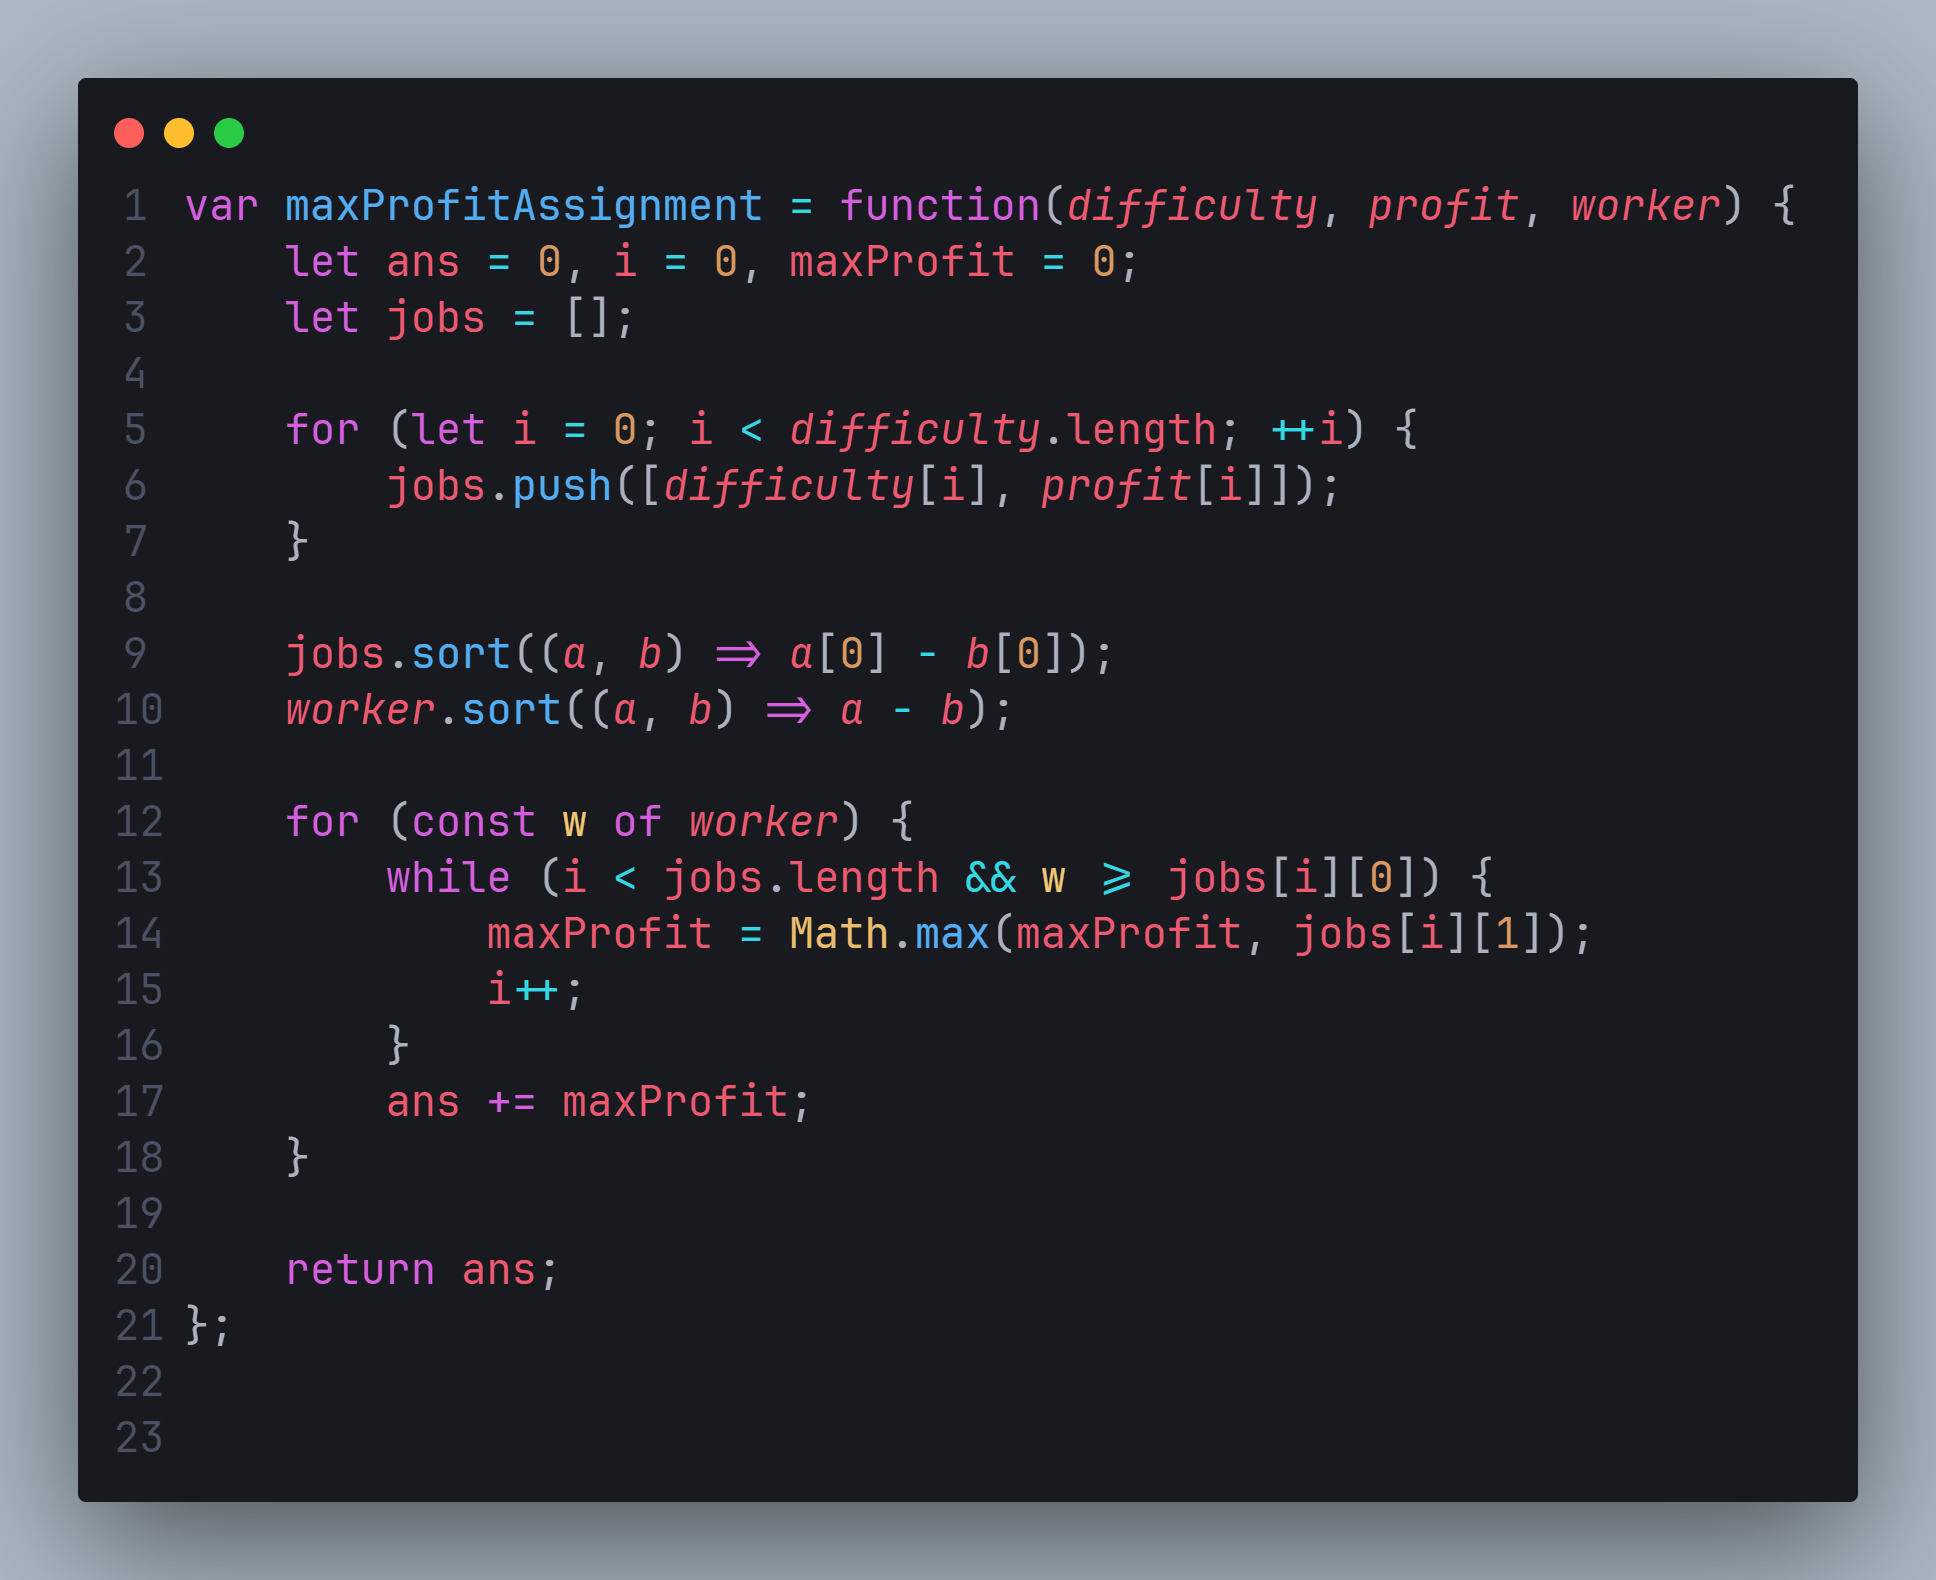 1 var maxProfitAssignment = function(difficulty, profit, worker) {
2     let ans = 0, i = 0, maxProfit = 0;
3     let jobs = [];
4
5     for (let i = 0; i < difficulty.length; ++i) {
6         jobs.push([difficulty[i], profit[i]]);
7     }
8
9     jobs.sort((a, b) => a[0] - b[0]);
10     worker.sort((a, b) => a - b);
11
12     for (const w of worker) {
13         while (i < jobs.length && w >= jobs[i][0]) {
14             maxProfit = Math.max(maxProfit, jobs[i][1]);
15             i++;
16         }
17         ans += maxProfit;
18     }
19
20     return ans;
21 };
22
23